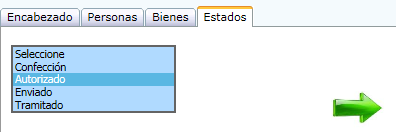 Encabezado Personas Bienes Estados
Seleccione
Confección
Autorizado
Enviado
Tramitado